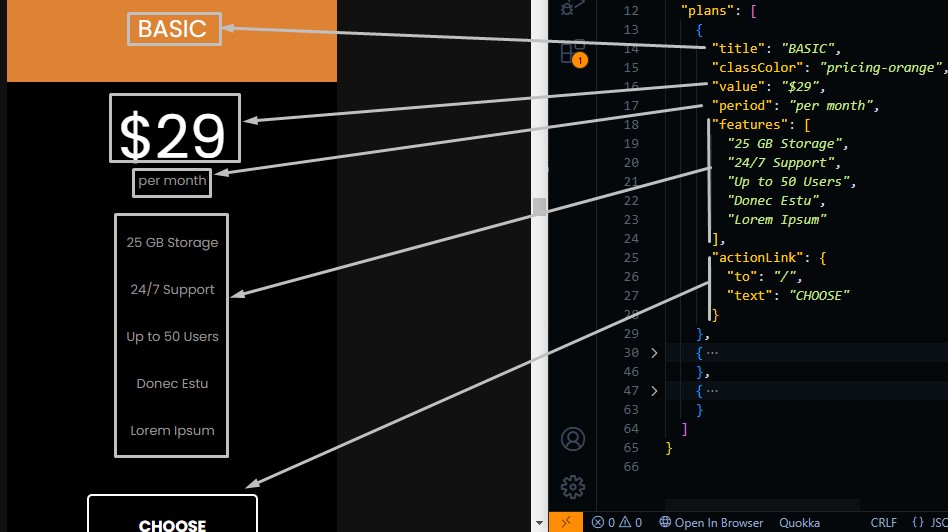 BASIC
$29
per month
25 GB Storage
24/7 Support
Up to 50 Users
Donec Estu
Lorem Ipsum
CHOOSE
1
12 "plans": [
13 {
14 "title": "BASIC",
15 "classColor": "pricing-orange",
16 "value": "$29",
17 "period": "per month",
18 "features": [
19 "25 GB Storage",
20 "24/7 Support",
21 "Up to 50 Users",
22 "Donec Estu",
23 "Lorem Ipsum"
24 ],
25 "actionLink": {
26 "to": "/",
27 "text": "CHOOSE"
28 }
29 },
30 { ···
46 },
47 { ···
63 }
64 ]
65 }
66
0 0 Open In Browser Quokka CRLF { }